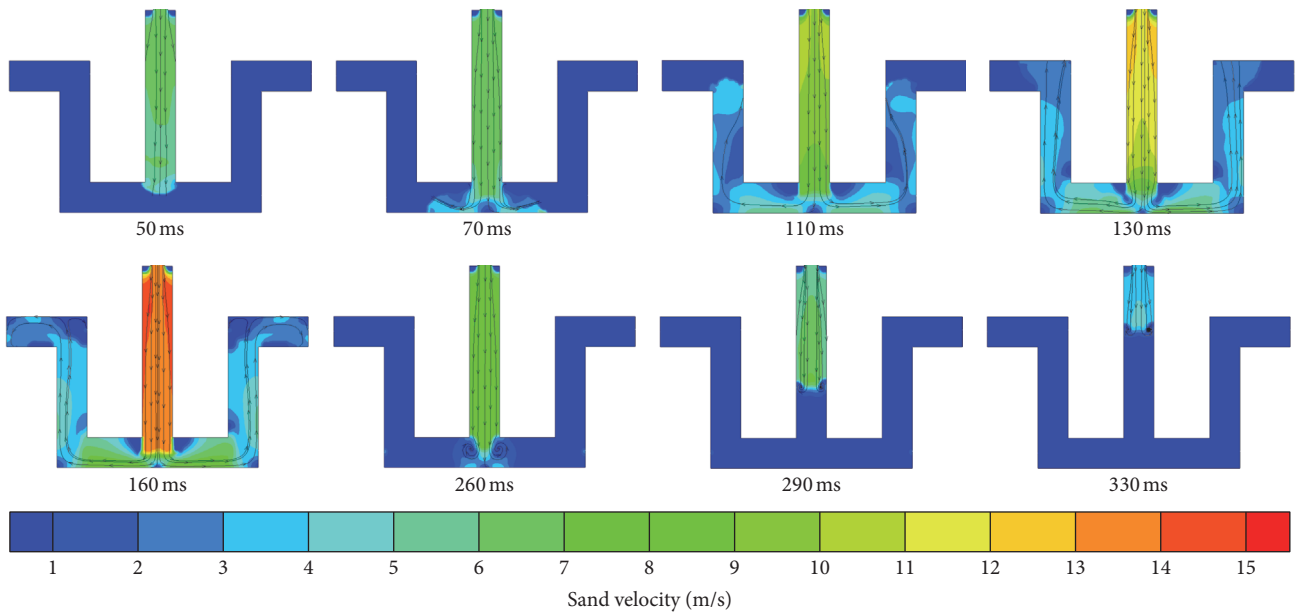 50 ms 70 ms 110 ms 130 ms
160 ms 260 ms 290 ms 330 ms
1 2 3 4 5 6 7 8 9 10 11 12 13 14 15
Sand velocity (m/s)